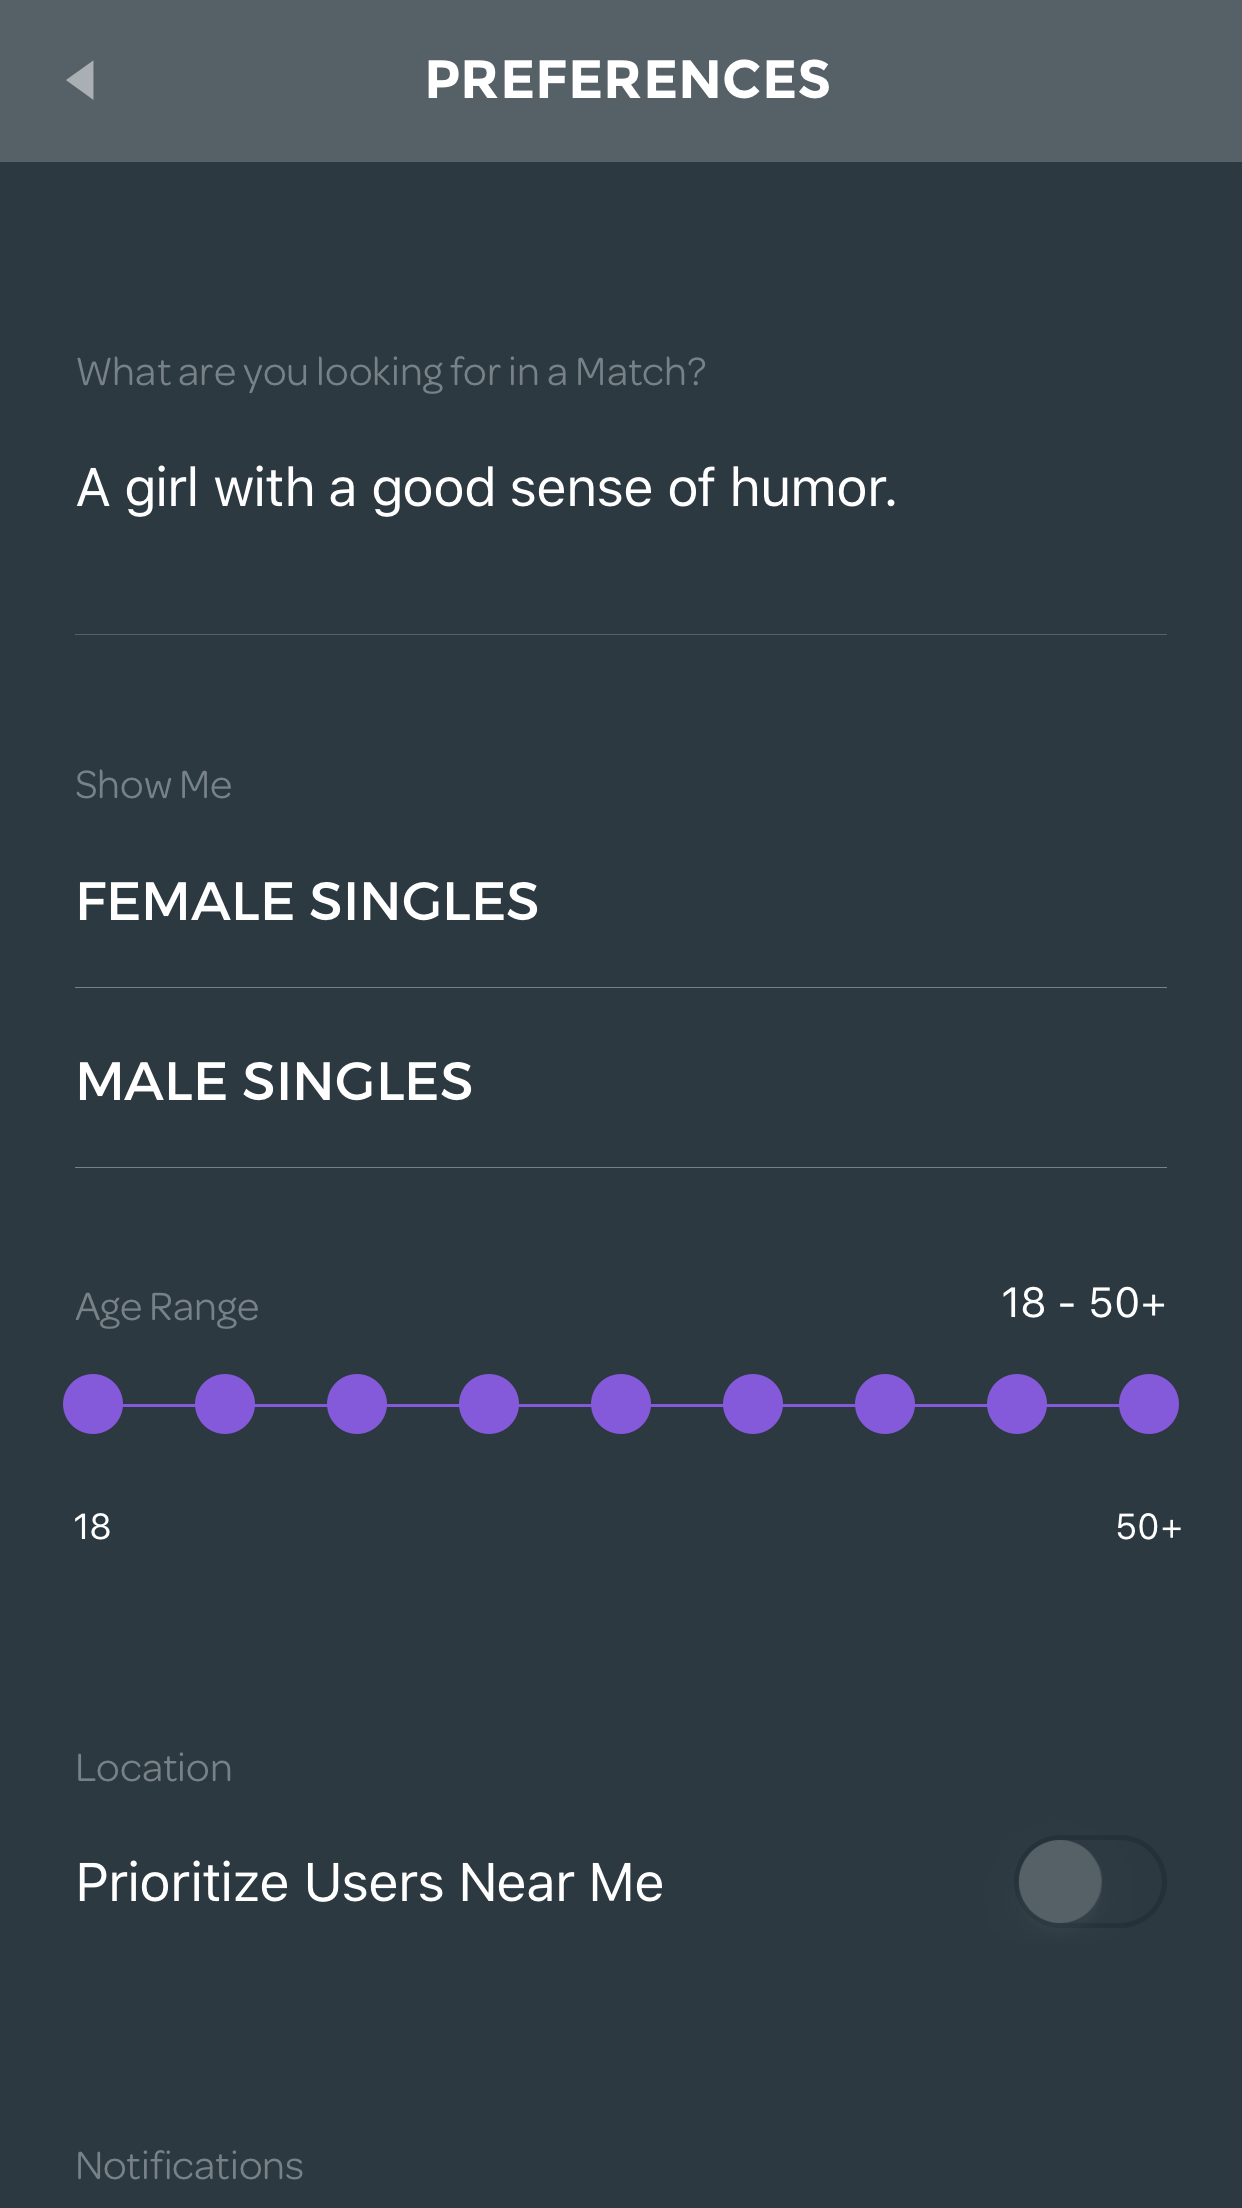 PREFERENCES
What are you looking for in a Match?
A girl with a good sense of humor.
Show Me
FEMALE SINGLES
MALE SINGLES
Age Range
18 - 50+
18
50+
Location
Prioritize Users Near Me
Notifications